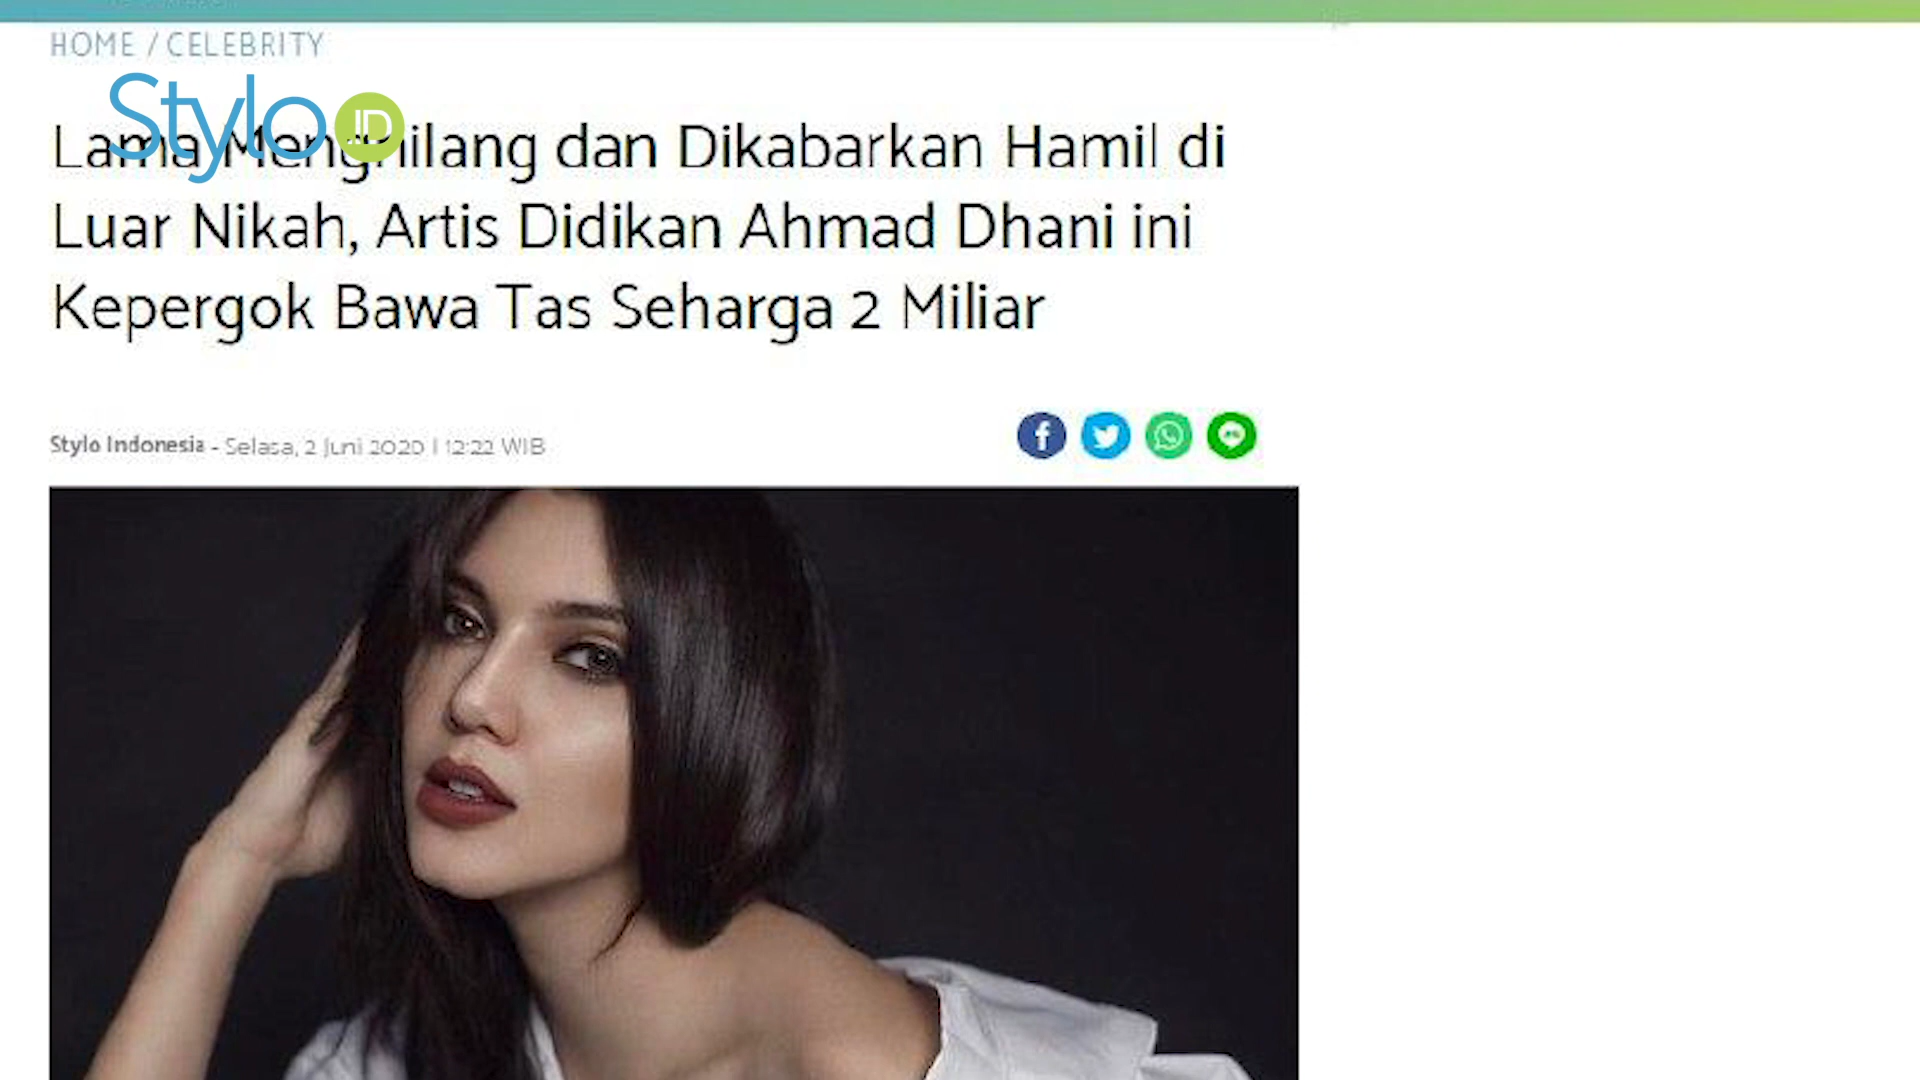 HOME / CELEBRITY
Stylo.ID
Lama Menghilang dan Dikabarkan Hamil di
Luar Nikah, Artis Didikan Ahmad Dhani ini
Kepergok Bawa Tas Seharga 2 Miliar
Stylo Indonesia - Selasa, 2 Juni 2020 | 12:22 WIB